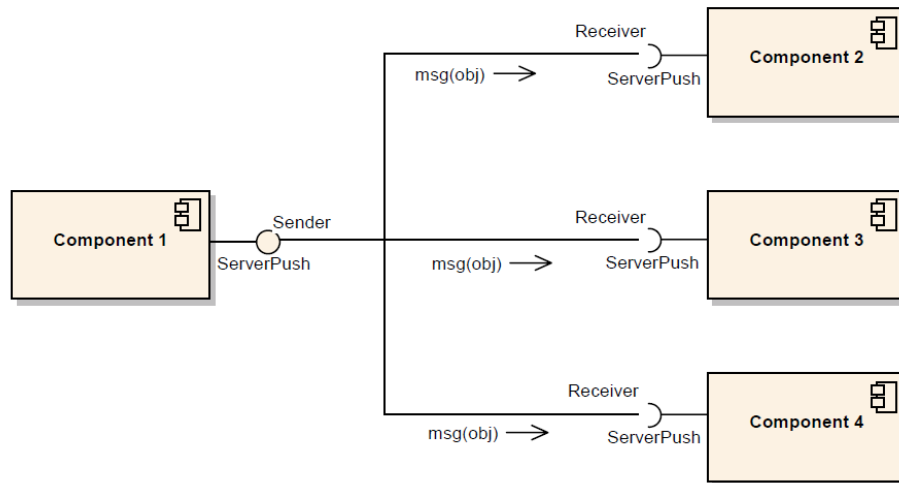 Receiver
Component 2
msg(obj)
ServerPush
Component 1
Sender
ServerPush
Receiver
Component 3
msg(obj)
ServerPush
Receiver
Component 4
msg(obj)
ServerPush